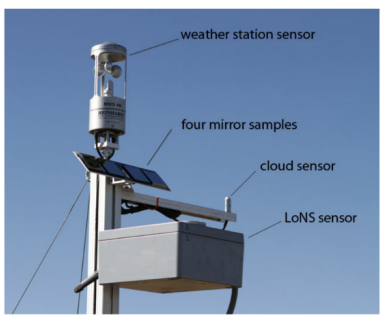 weather station sensor
four mirror samples
cloud sensor
LoNS sensor